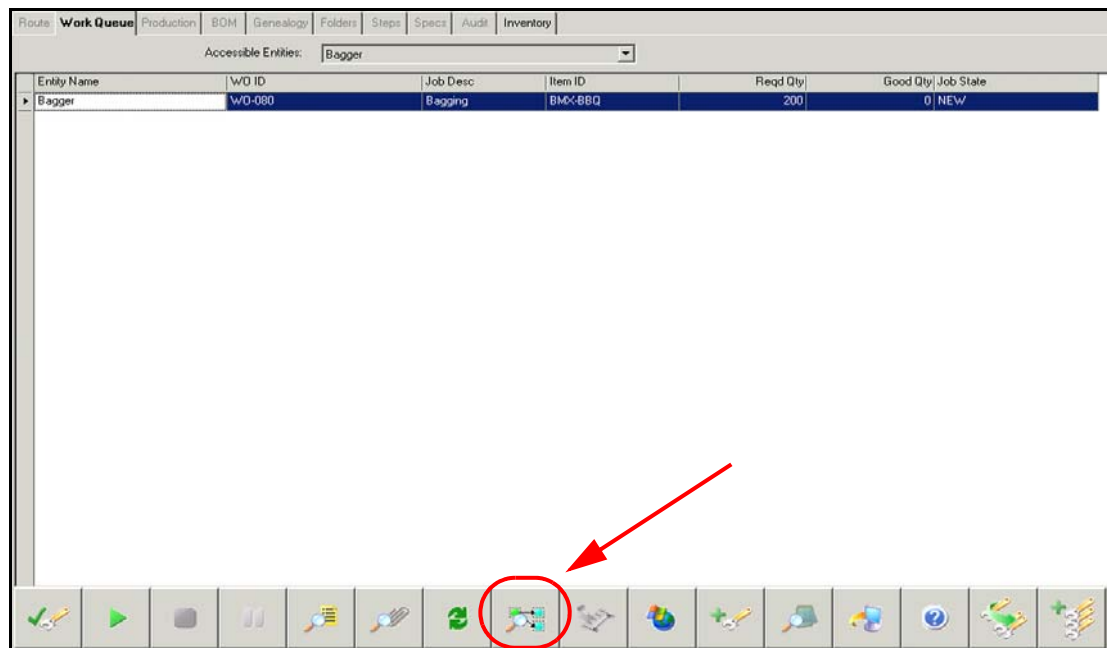 Route Work Queue Production BOM Genealogy Folders Steps Specs Audit Inventory
Accessible Entities: Bagger
Entity Name WO ID Job Desc Item ID Reqd Qty Good Qty Job State
Bagger WO-080 Bagging BMX-BBQ 200 0 NEW